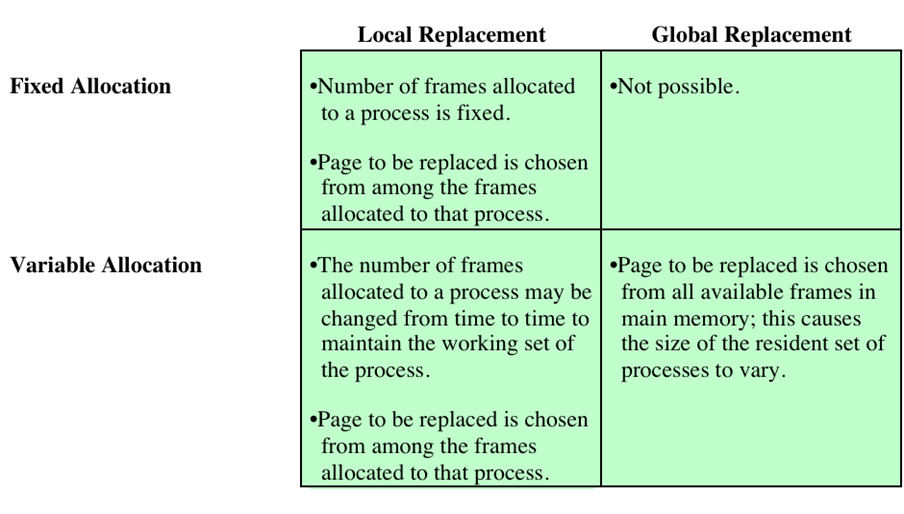 Local Replacement
Global Replacement
Fixed Allocation
•Number of frames allocated
to a process is fixed.
•Page to be replaced is chosen
from among the frames
allocated to that process.
•Not possible.
Variable Allocation
•The number of frames
allocated to a process may be
changed from time to time to
maintain the working set of
the process.
•Page to be replaced is chosen
from among the frames
allocated to that process.
•Page to be replaced is chosen
from all available frames in
main memory; this causes
the size of the resident set of
processes to vary.